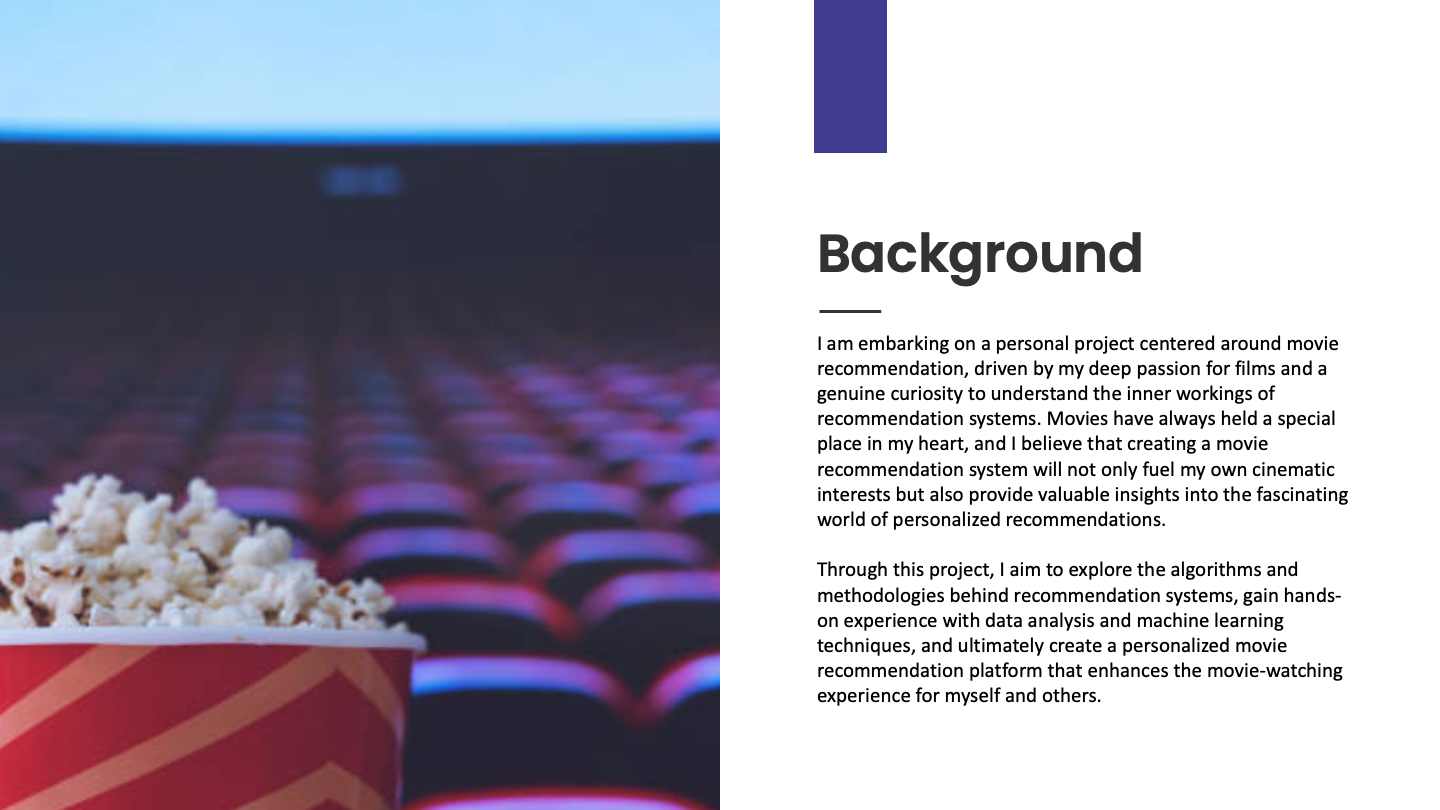 Background
I am embarking on a personal project centered around movie
recommendation, driven by my deep passion for films and a
genuine curiosity to understand the inner workings of
recommendation systems. Movies have always held a special
place in my heart, and I believe that creating a movie
recommendation system will not only fuel my own cinematic
interests but also provide valuable insights into the fascinating
world of personalized recommendations.
Through this project, I aim to explore the algorithms and
methodologies behind recommendation systems, gain hands-
on experience with data analysis and machine learning
techniques, and ultimately create a personalized movie
recommendation platform that enhances the movie-watching
experience for myself and others.